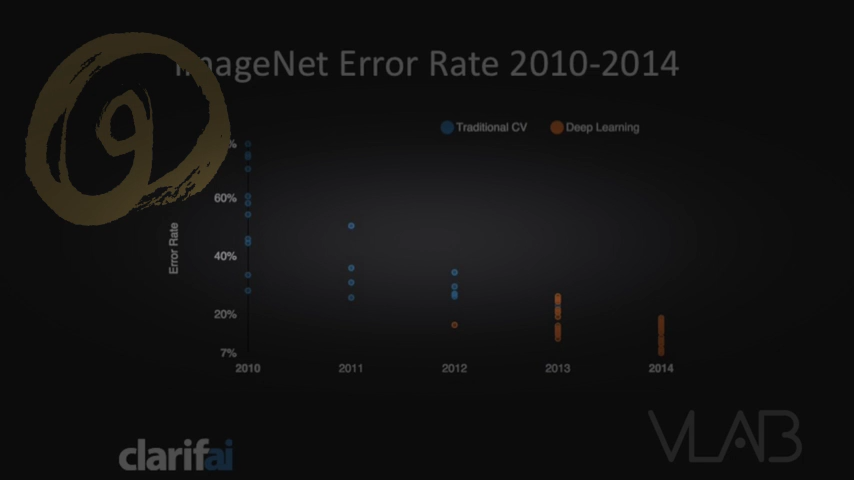 ImageNet Error Rate 2010-2014
9
Traditional CV
Deep Learning
%
60%
40%
20%
7%
Error Rate
2010
2011
2012
2013
2014
VLAB
clarifai